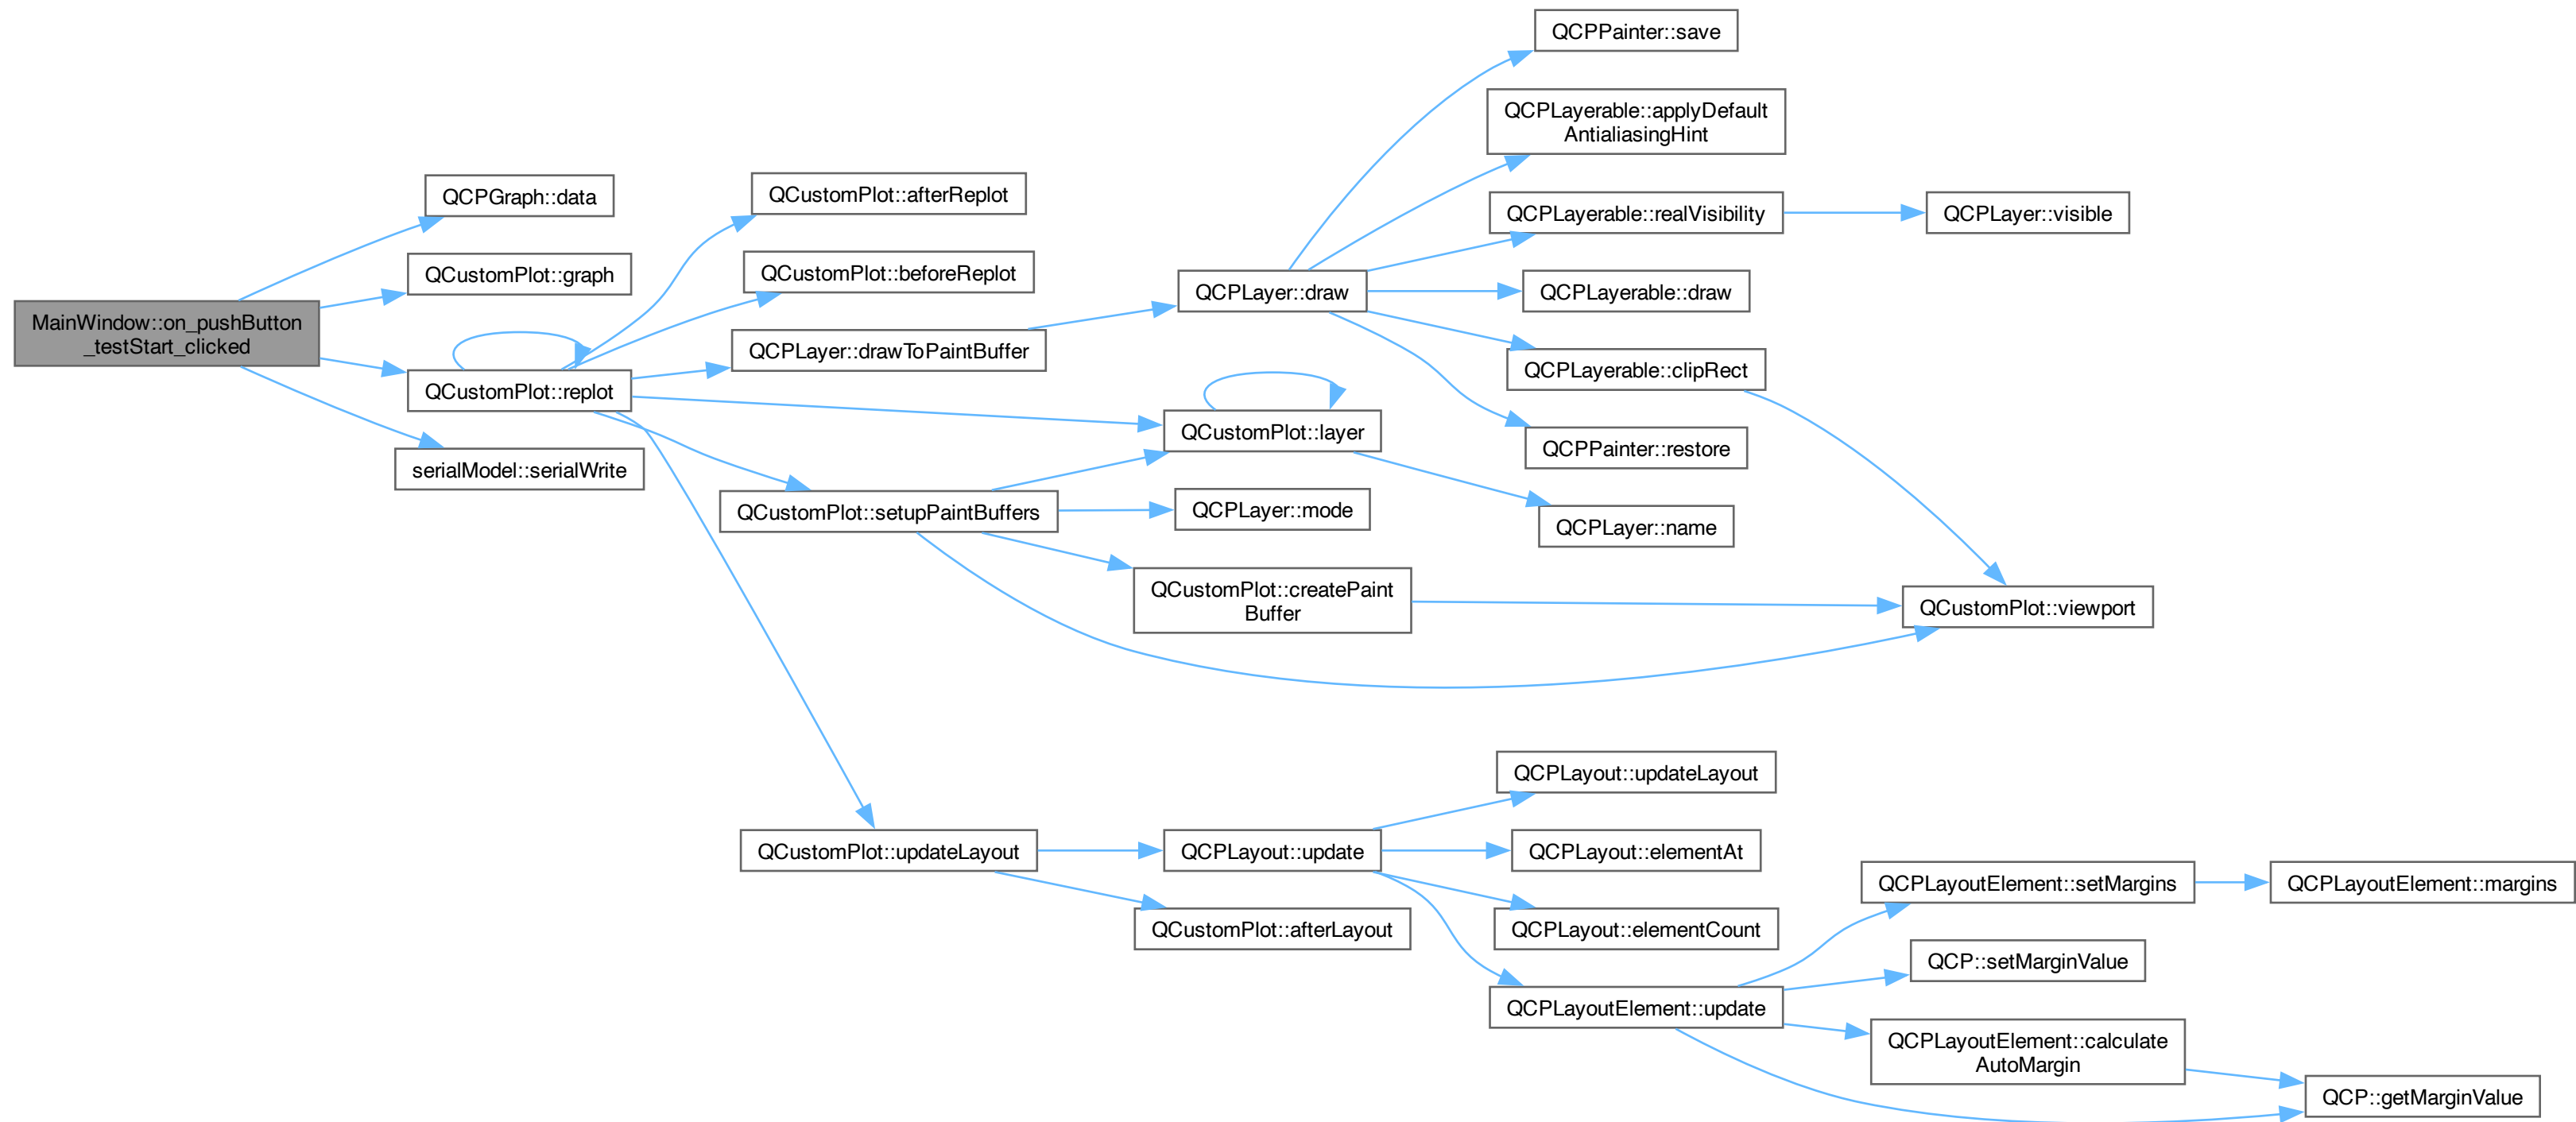 MainWindow::on_pushButton
_testStart_clicked
QCPGraph::data
QCustomPlot::graph
QCustomPlot::replot
serialModel::serialWrite
QCustomPlot::afterReplot
QCustomPlot::beforeReplot
QCPLayer::drawToPaintBuffer
QCustomPlot::setupPaintBuffers
QCustomPlot::updateLayout
QCPLayer::draw
QCustomPlot::layer
QCPLayer::mode
QCustomPlot::createPaint
Buffer
QCPLayout::update
QCustomPlot::afterLayout
QCPPainter::save
QCPLayerable::applyDefault
AntialiasingHint
QCPLayerable::realVisibility
QCPLayerable::draw
QCPLayerable::clipRect
QCPPainter::restore
QCPLayer::name
QCPLayout::updateLayout
QCPLayout::elementAt
QCPLayout::elementCount
QCPLayoutElement::update
QCPLayer::visible
QCustomPlot::viewport
QCPLayoutElement::setMargins
QCP::setMarginValue
QCPLayoutElement::calculate
AutoMargin
QCPLayoutElement::margins
QCP::getMarginValue